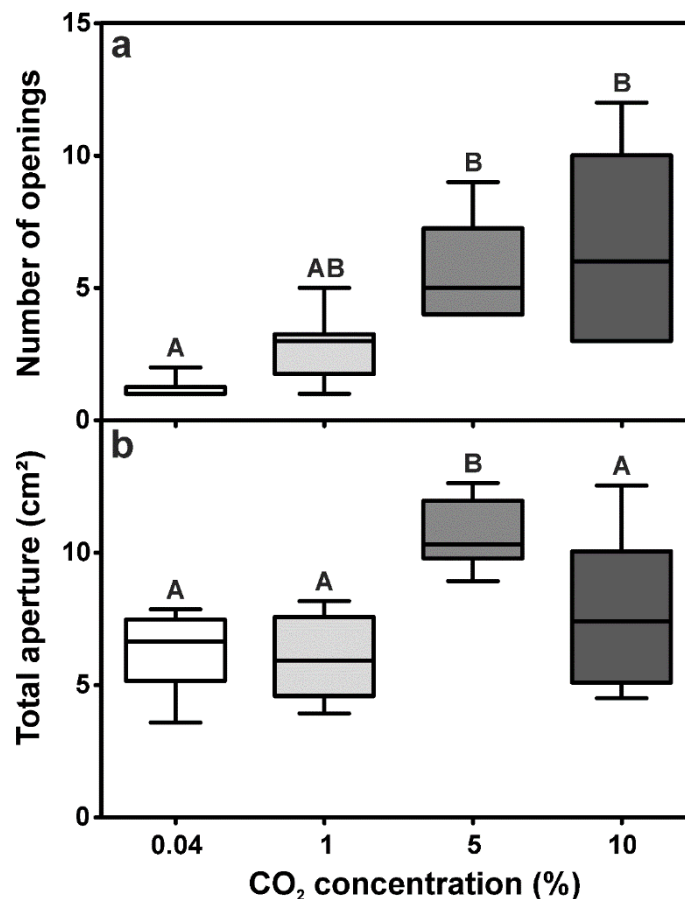 a
Number of openings
15
10
5
0
A
AB
B
B
b
Total aperture (cm²)
10
5
0
A
A
B
A
0.04
1
5
10
CO₂ concentration (%)